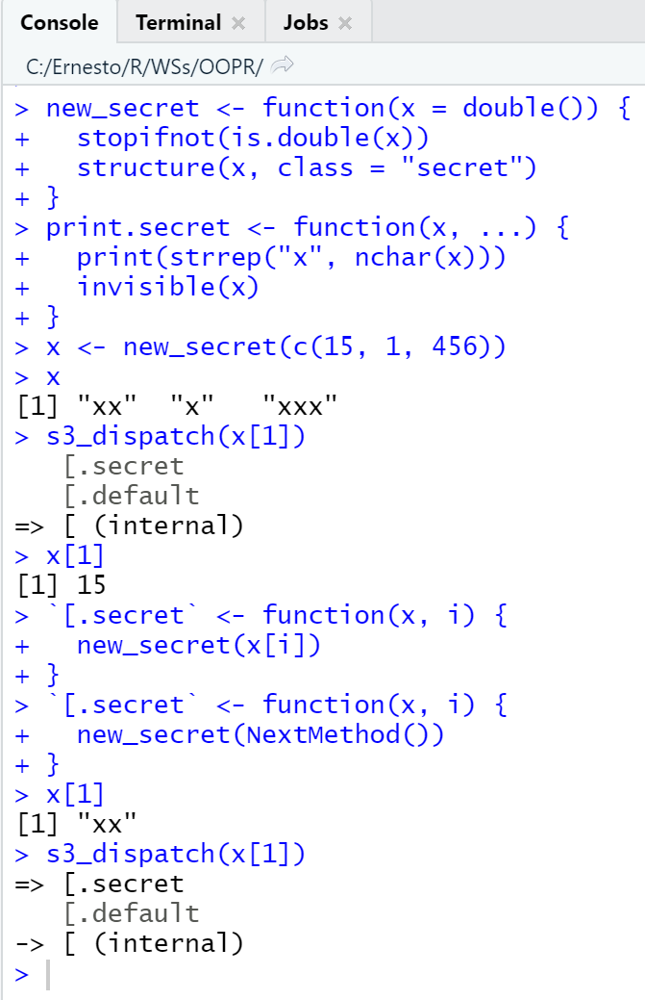 Console Terminal Jobs
C:/Ernesto/R/WSs/OOPR/
> new_secret <- function(x = double()) {
+   stopifnot(is.double(x))
+   structure(x, class = "secret")
+ }
> print.secret <- function(x, ...) {
+   print(strrep("x", nchar(x)))
+   invisible(x)
+ }
> x <- new_secret(c(15, 1, 456))
> x
[1] "xx"  "x"   "xxx"
> s3_dispatch(x[1])
   [.secret
   [.default
=> [ (internal)
> x[1]
[1] 15
> `[.secret` <- function(x, i) {
+   new_secret(x[i])
+ }
> `[.secret` <- function(x, i) {
+   new_secret(NextMethod())
+ }
> x[1]
[1] "xx"
> s3_dispatch(x[1])
=> [.secret
   [.default
-> [ (internal)
>